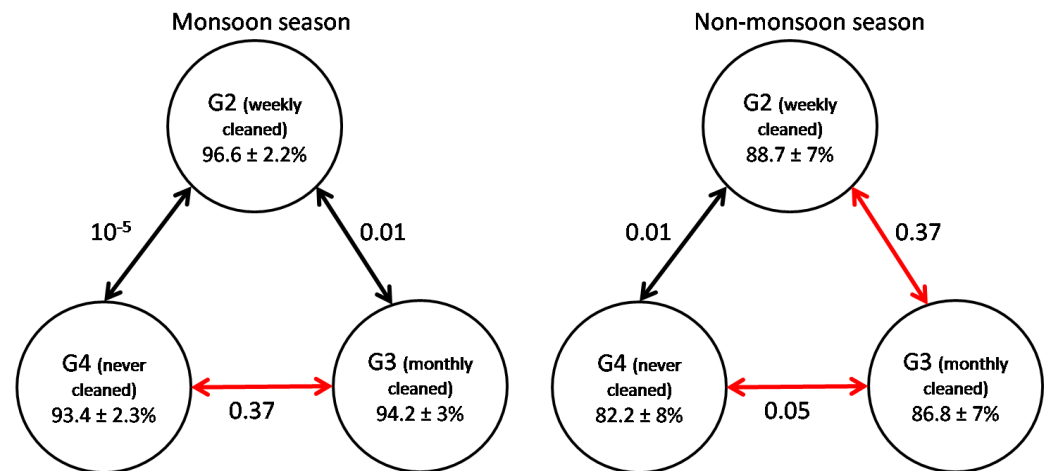 Monsoon season
G2 (weekly
cleaned)
96.6 ± 2.2%
10⁻⁵
0.01
G4 (never
cleaned)
93.4 ± 2.3%
0.37
G3 (monthly
cleaned)
94.2 ± 3%
Non-monsoon season
G2 (weekly
cleaned)
88.7 ± 7%
0.01
0.37
G4 (never
cleaned)
82.2 ± 8%
0.05
G3 (monthly
cleaned)
86.8 ± 7%